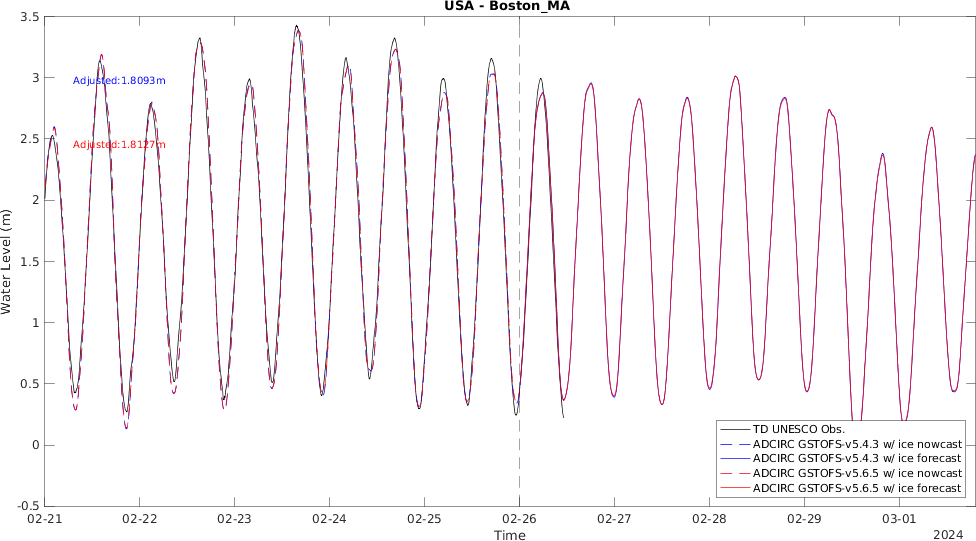 USA - Boston_MA
3.5
3
2.5
2
1.5
1
0.5
0
-0.5
Water Level (m)
Adjusted:1.8093m
Adjusted:1.8127m
TD UNESCO Obs.
ADCIRC GSTOFS-v5.4.3 w/ ice nowcast
ADCIRC GSTOFS-v5.4.3 w/ ice forecast
ADCIRC GSTOFS-v5.6.5 w/ ice nowcast
ADCIRC GSTOFS-v5.6.5 w/ ice forecast
02-21 02-22 02-23 02-24 02-25 02-26 02-27 02-28 02-29 03-01
Time
2024